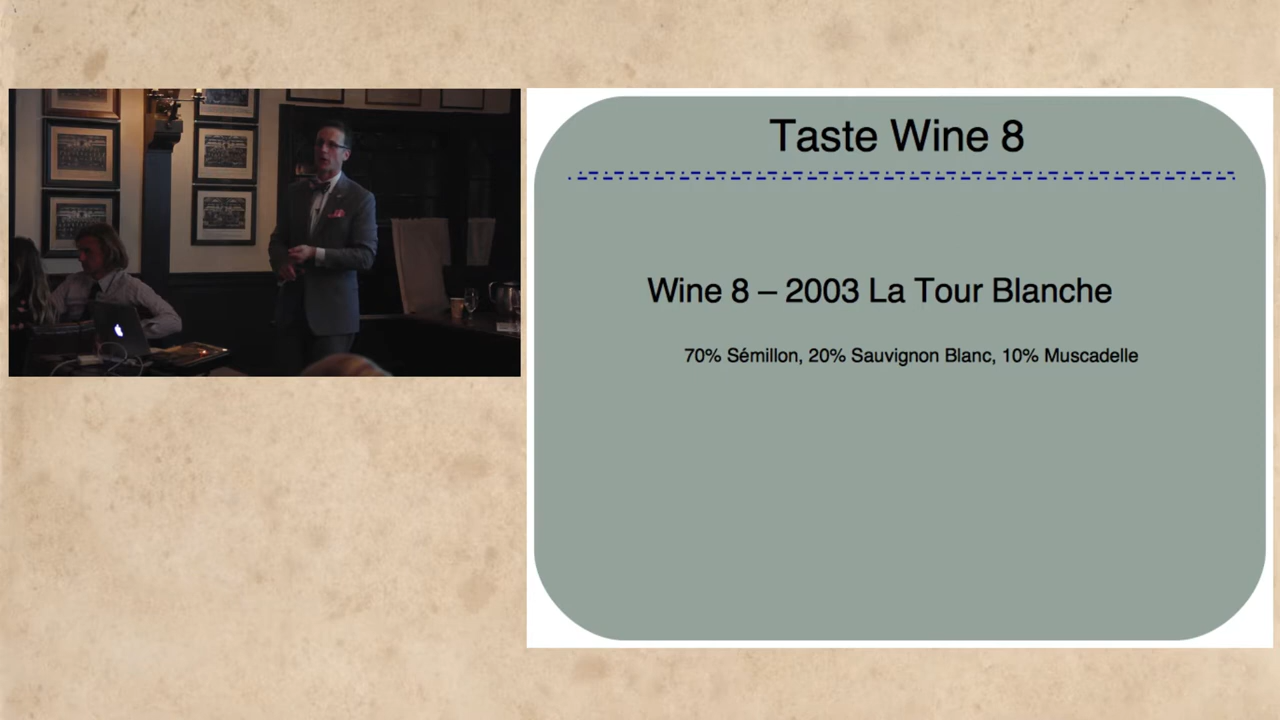 Taste Wine 8
Wine 8 – 2003 La Tour Blanche
70% Sémillon, 20% Sauvignon Blanc, 10% Muscadelle